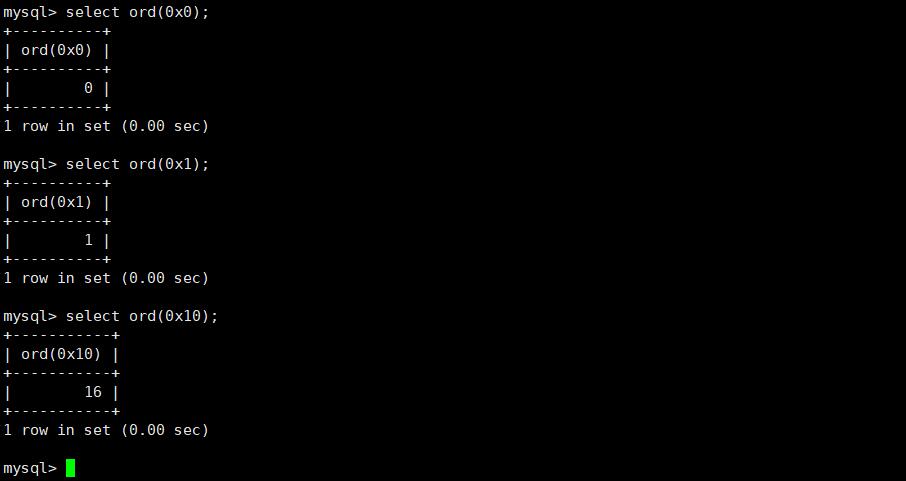 mysql> select ord(0x0);
+----------+
| ord(0x0) |
+----------+
|        0 |
+----------+
1 row in set (0.00 sec)

mysql> select ord(0x1);
+----------+
| ord(0x1) |
+----------+
|        1 |
+----------+
1 row in set (0.00 sec)

mysql> select ord(0x10);
+-----------+
| ord(0x10) |
+-----------+
|        16 |
+-----------+
1 row in set (0.00 sec)

mysql>